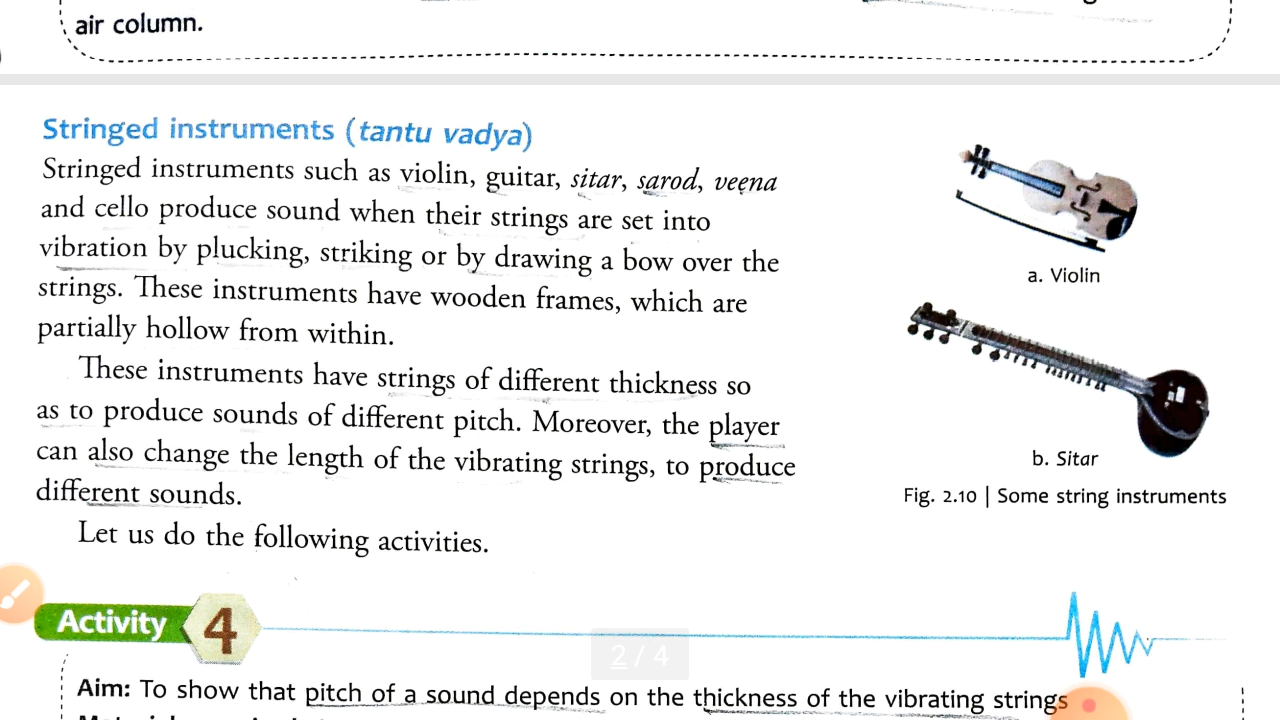 air column.
Stringed instruments (tantu vadya)
Stringed instruments such as violin, guitar, sitar, sarod, veena
and cello produce sound when their strings are set into
vibration by plucking, striking or by drawing a bow over the
strings. These instruments have wooden frames, which are
partially hollow from within.
These instruments have strings of different thickness so
as to produce sounds of different pitch. Moreover, the player
can also change the length of the vibrating strings, to produce
different sounds.
Let us do the following activities.
a. Violin
b. Sitar
Fig. 2.10 | Some string instruments
Activity 4
2 / 4
Aim: To show that pitch of a sound depends on the thickness of the vibrating strings